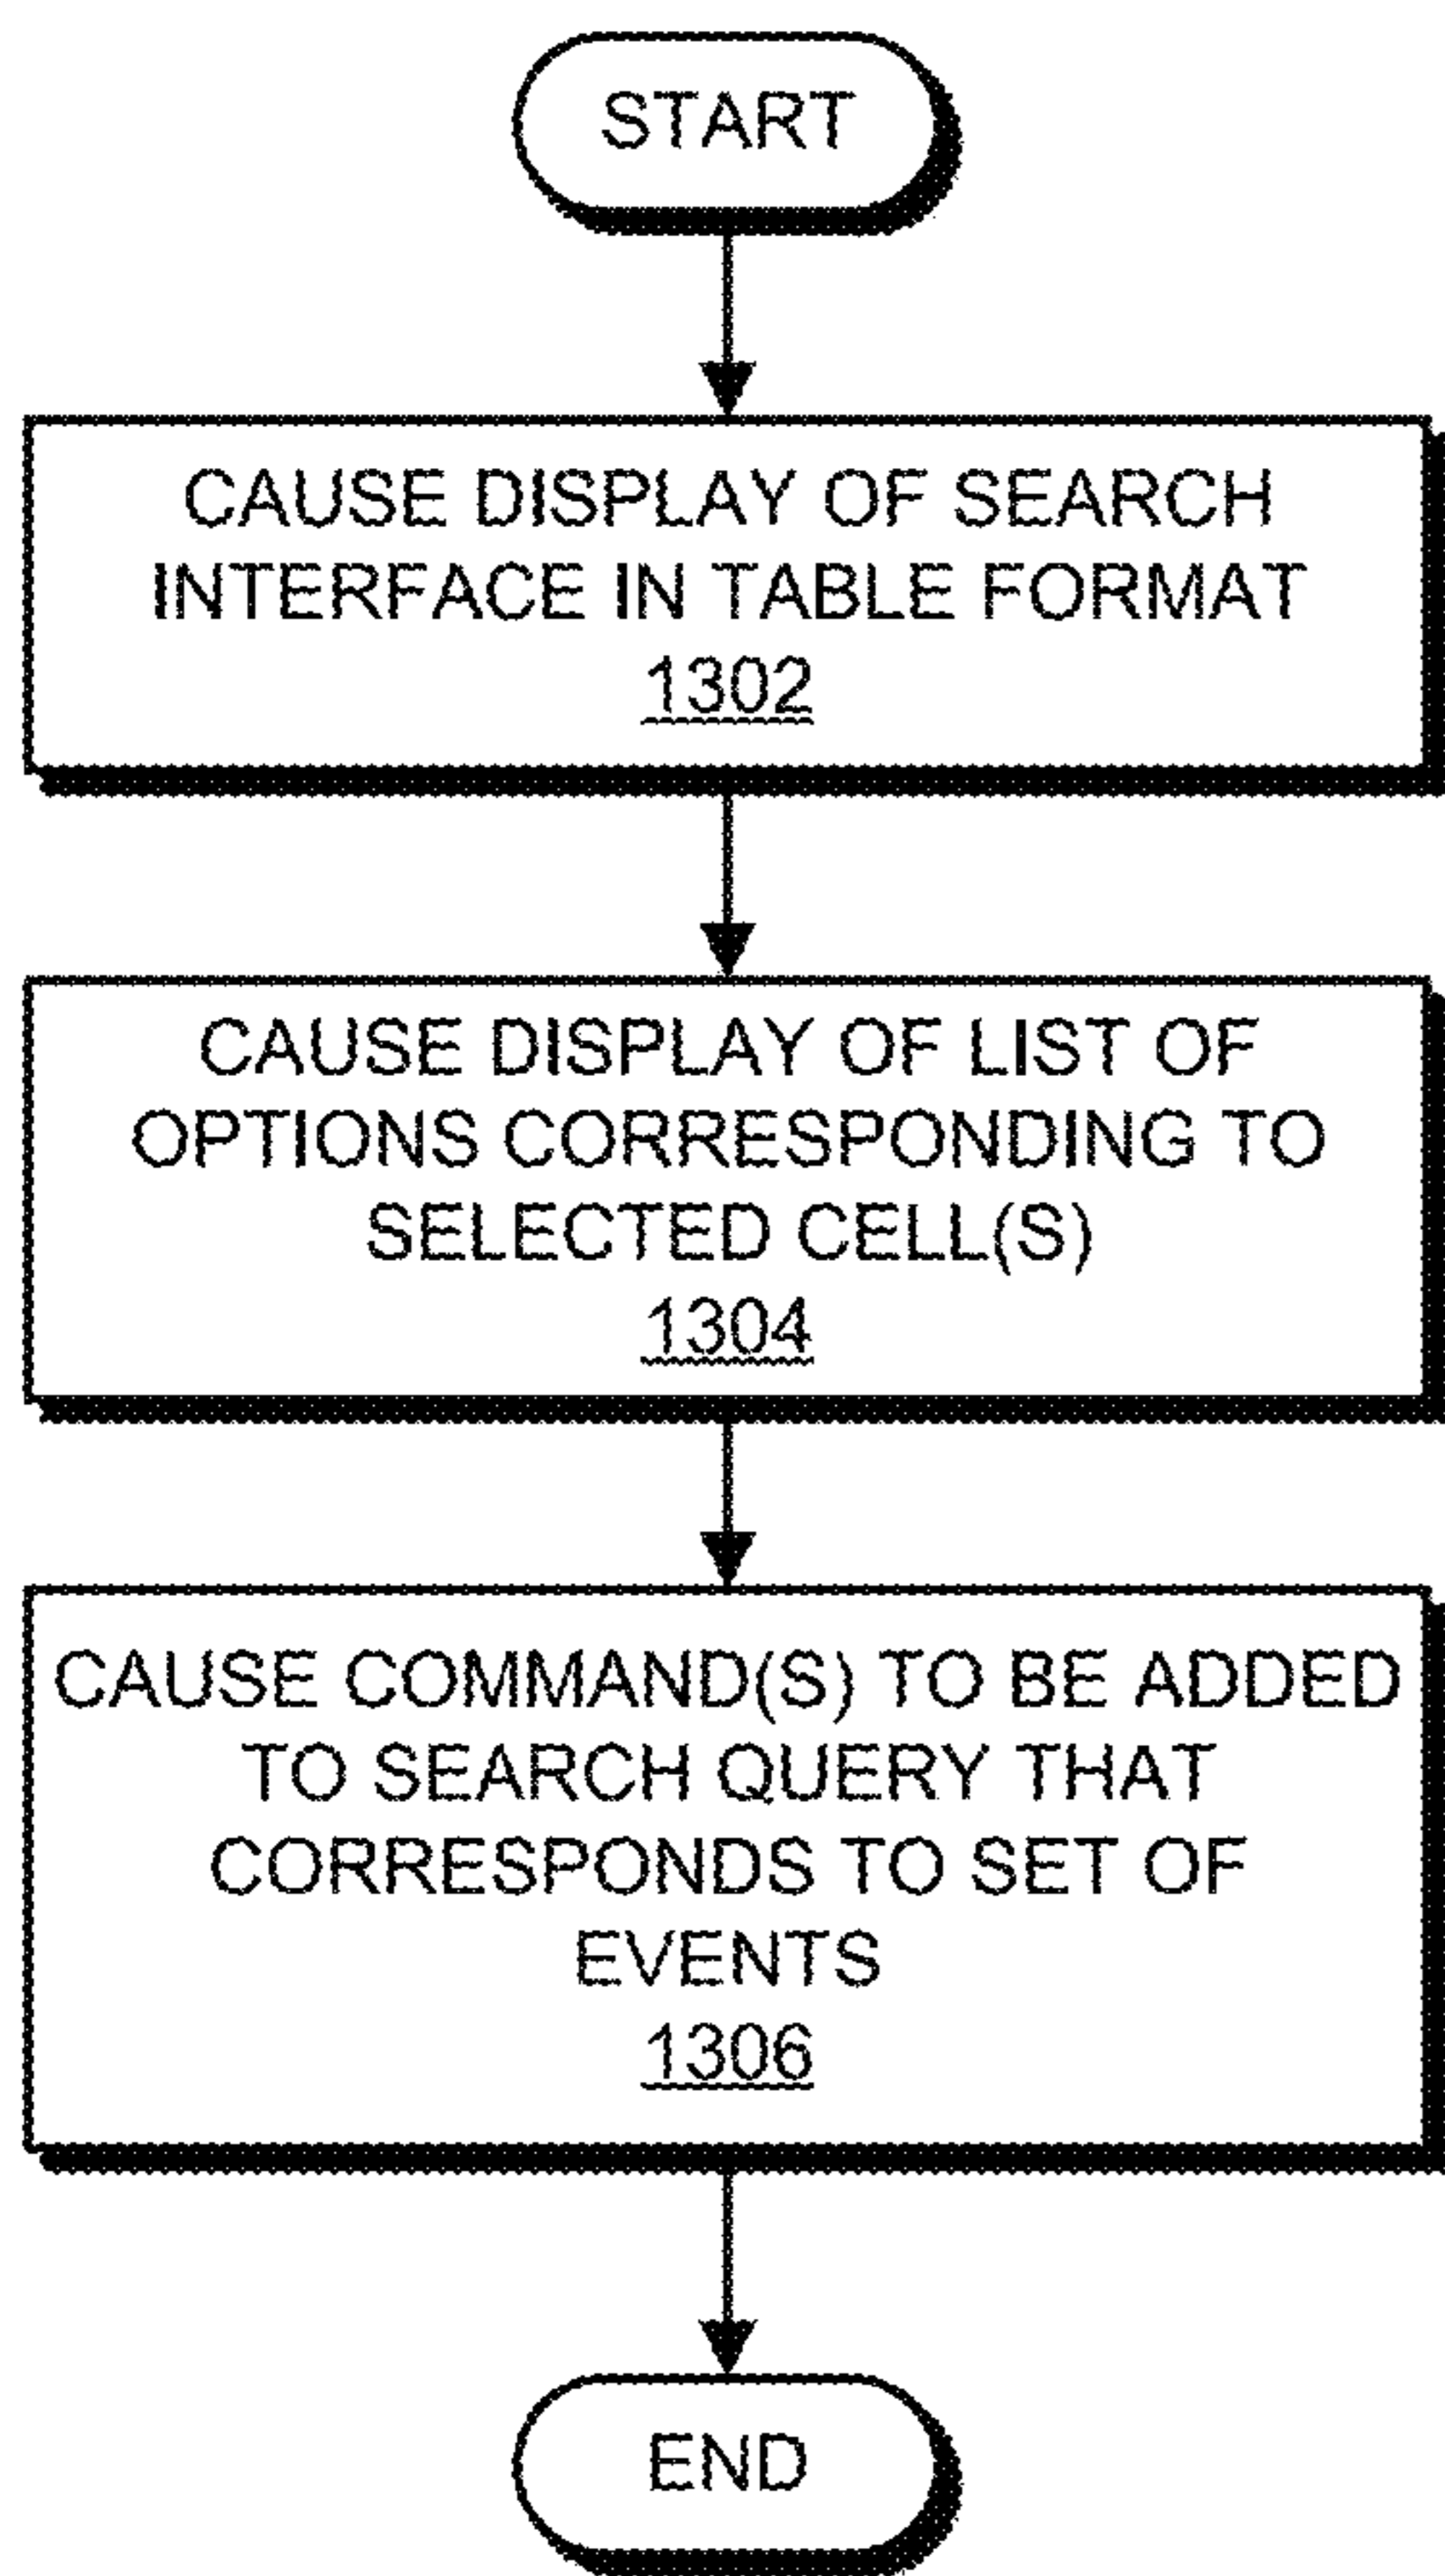 START
CAUSE DISPLAY OF SEARCH
INTERFACE IN TABLE FORMAT
1302
CAUSE DISPLAY OF LIST OF
OPTIONS CORRESPONDING TO
SELECTED CELL(S)
1304
CAUSE COMMAND(S) TO BE ADDED
TO SEARCH QUERY THAT
CORRESPONDS TO SET OF
EVENTS
1306
END